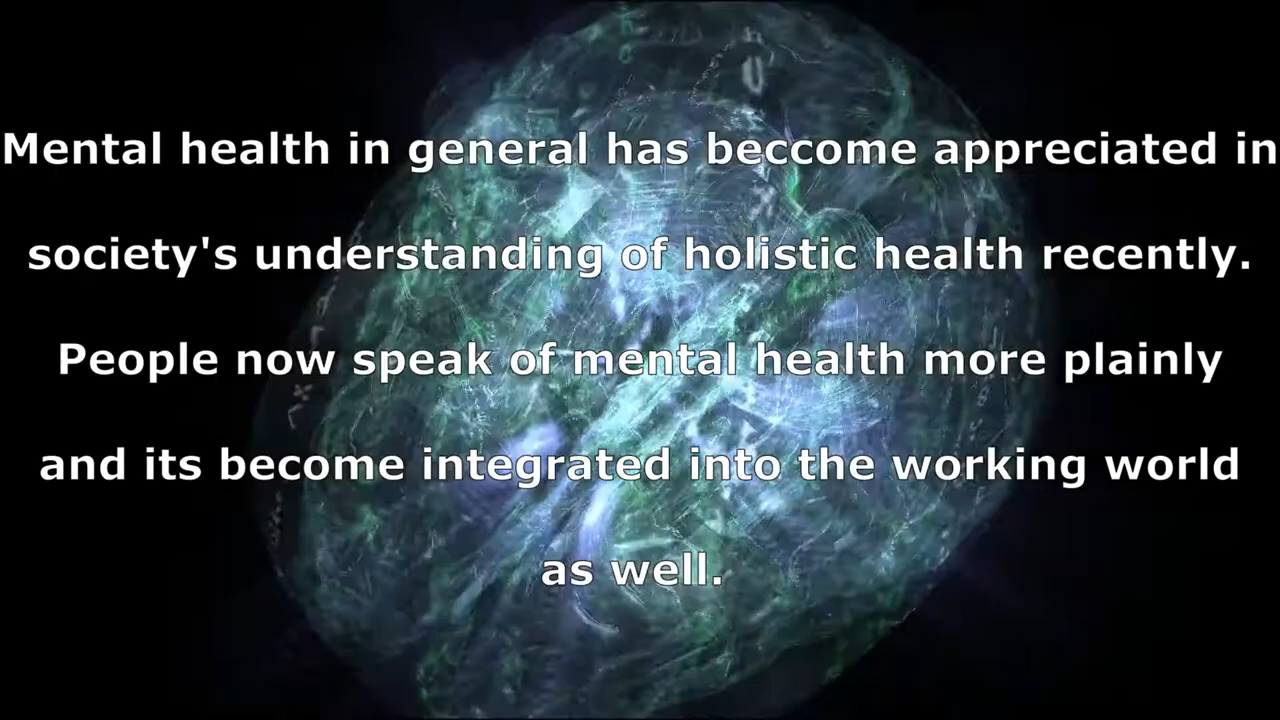 Mental health in general has beccome appreciated in
society's understanding of holistic health recently.
People now speak of mental health more plainly
and its become integrated into the working world
as well.